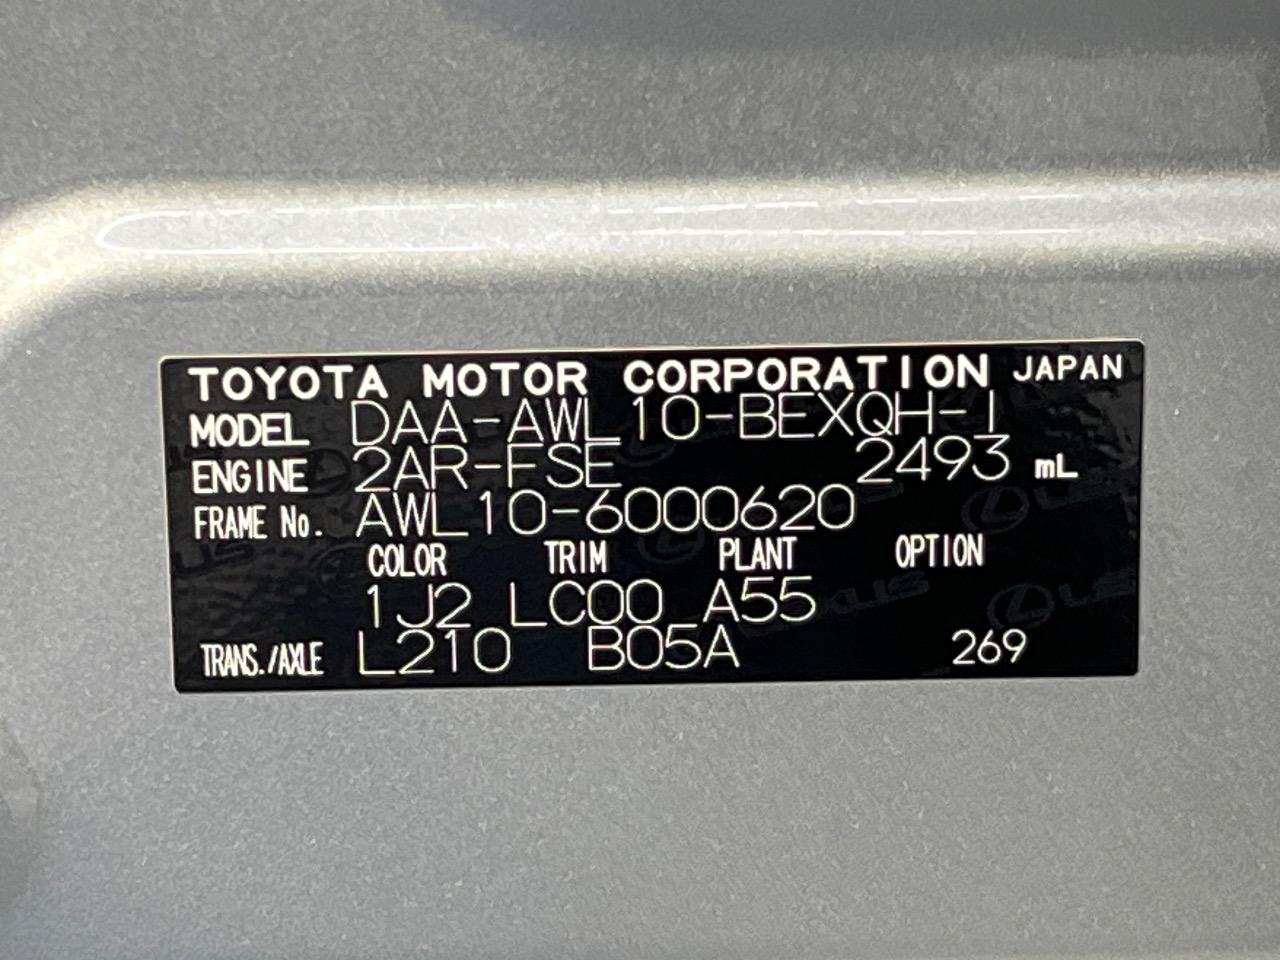 TOYOTA MOTOR CORPORATION JAPAN
MODEL DAA-AWL10-BEXQH-I
ENGINE 2AR-FSE 2493 mL
FRAME No. AWL10-6000620
COLOR TRIM PLANT OPTION
1J2 LC00 A55
TRANS./AXLE L210 B05A 269